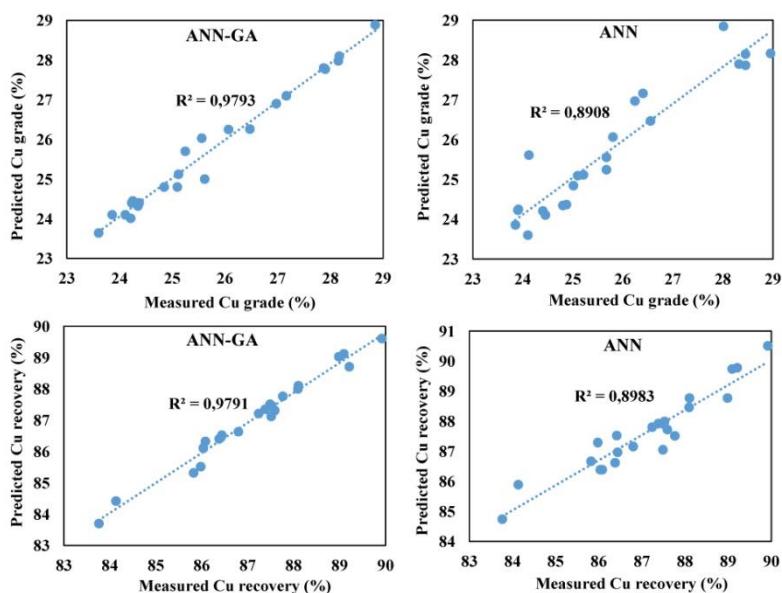 ANN-GA
R² = 0,9793
Predicted Cu grade (%)
29
28
27
26
25
24
23
23 24 25 26 27 28 29
Measured Cu grade (%)
ANN
R² = 0,8908
Predicted Cu grade (%)
29
28
27
26
25
24
23
23 24 25 26 27 28 29
Measured Cu grade (%)
ANN-GA
R² = 0,9791
Predicted Cu recovery (%)
90
89
88
87
86
85
84
83
83 84 85 86 87 88 89 90
Measured Cu recovery (%)
ANN
R² = 0,8983
Predicted Cu recovery (%)
91
90
89
88
87
86
85
84
83 84 85 86 87 88 89 90
Measured Cu recovery (%)